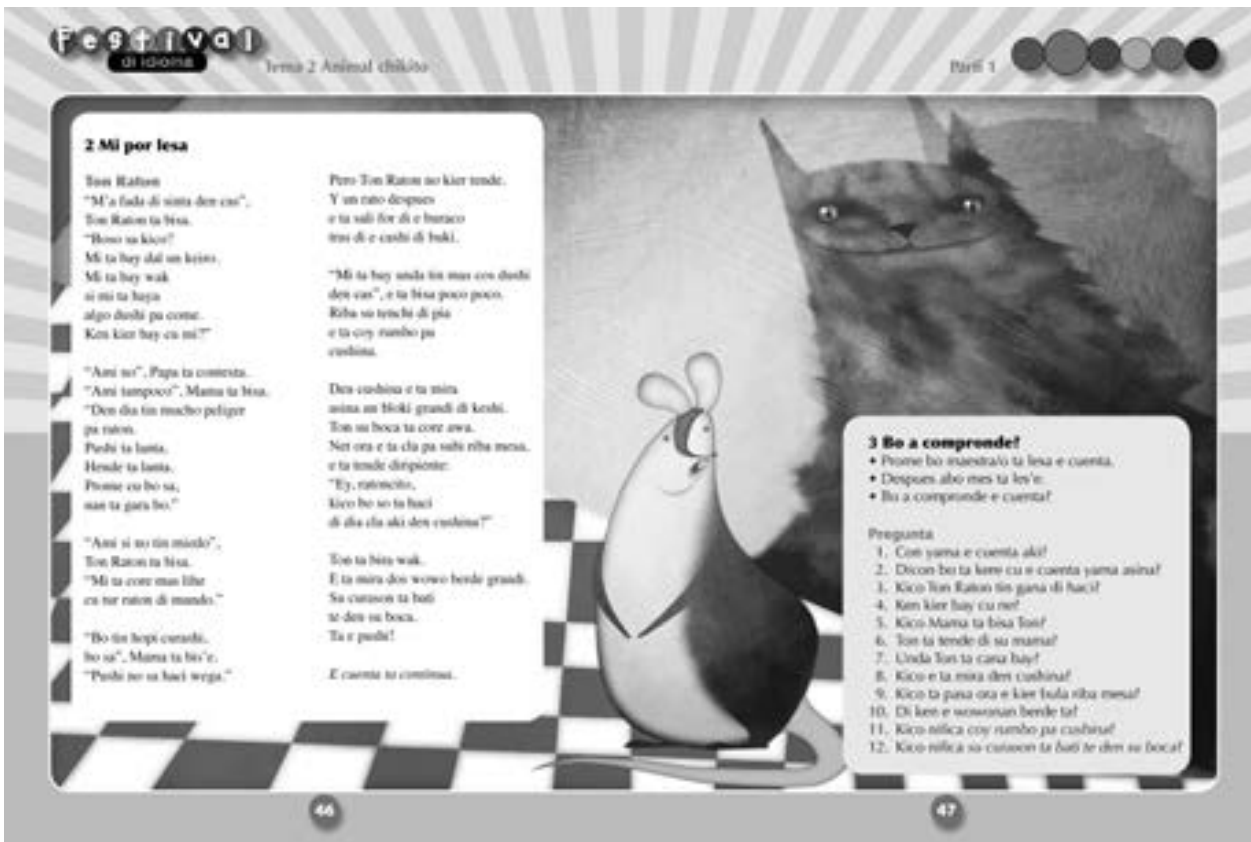 Festival
di idioma
Tema 2 Animal chikito
Parti 1
2 Mi por lesa
Ton Raton
"M'a fada di sinta den cas",
Ton Raton ta bisa.
"Boso sa kico?
Mi ta bay dal un keiro.
Mi ta bay wak
si mi ta haya
algo dushi pa come.
Ken kier bay cu mi?"
"Ami no", Papa ta contesta.
"Ami tampoco", Mama ta bisa.
"Den dia tin mucho peliger
pa raton.
Pushi ta lanta.
Hende ta lanta.
Prome cu bo sa,
nan ta gara bo."
"Ami si no tin miedo",
Ton Raton ta bisa.
"Mi ta core mas lihe
cu tur raton di mundo."
"Bo tin hopi curashi,
bo sa", Mama ta bis'e.
"Pushi no sa haci wega."
Pero Ton Raton no kier tende.
Y un rato despues
e ta sali for di e buraco
tras di e cashi di buki.
"Mi ta bay unda tin mas cos dushi
den cas", e ta bisa poco poco.
Riba su tenchi di pia
e ta coy rumbo pa
cushina.
Den cushina e ta mira
asina un bloki grandi di keshi.
Ton su boca ta core awa.
Net ora e ta cla pa subi riba mesa,
e ta tende diripiente:
"Ey, ratoncito,
kico bo so ta haci
di dia cla aki den cushina?"
Ton ta bira wak.
E ta mira dos wowo berde grandi.
Su curason ta bati
te den su boca.
Ta e pushi!
E cuenta ta continua.
3 Bo a compronde?
• Prome bo maestra/o ta lesa e cuenta.
• Despues abo mes ta les'e.
• Bo a compronde e cuenta?
Pregunta
1. Con yama e cuenta aki?
2. Dicon bo ta kere cu e cuenta yama asina?
3. Kico Ton Raton tin gana di haci?
4. Ken kier bay cu ne?
5. Kico Mama ta bisa Ton?
6. Ton ta tende di su mama?
7. Unda Ton ta cana bay?
8. Kico e ta mira den cushina?
9. Kico ta pasa ora e kier bula riba mesa?
10. Di ken e wowonan berde ta?
11. Kico nifica coy rumbo pa cushina?
12. Kico nifica su curason ta bati te den su boca?
46
47